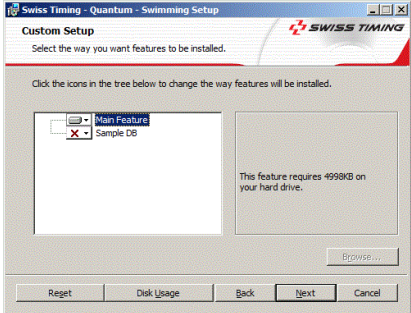 Swiss Timing - Quantum - Swimming Setup
Custom Setup
SWISS TIMING
Select the way you want features to be installed.
Click the icons in the tree below to change the way features will be installed.
Main Feature
Sample DB
This feature requires 4998KB on
your hard drive.
Browse...
Reset
Disk Usage
Back
Next
Cancel